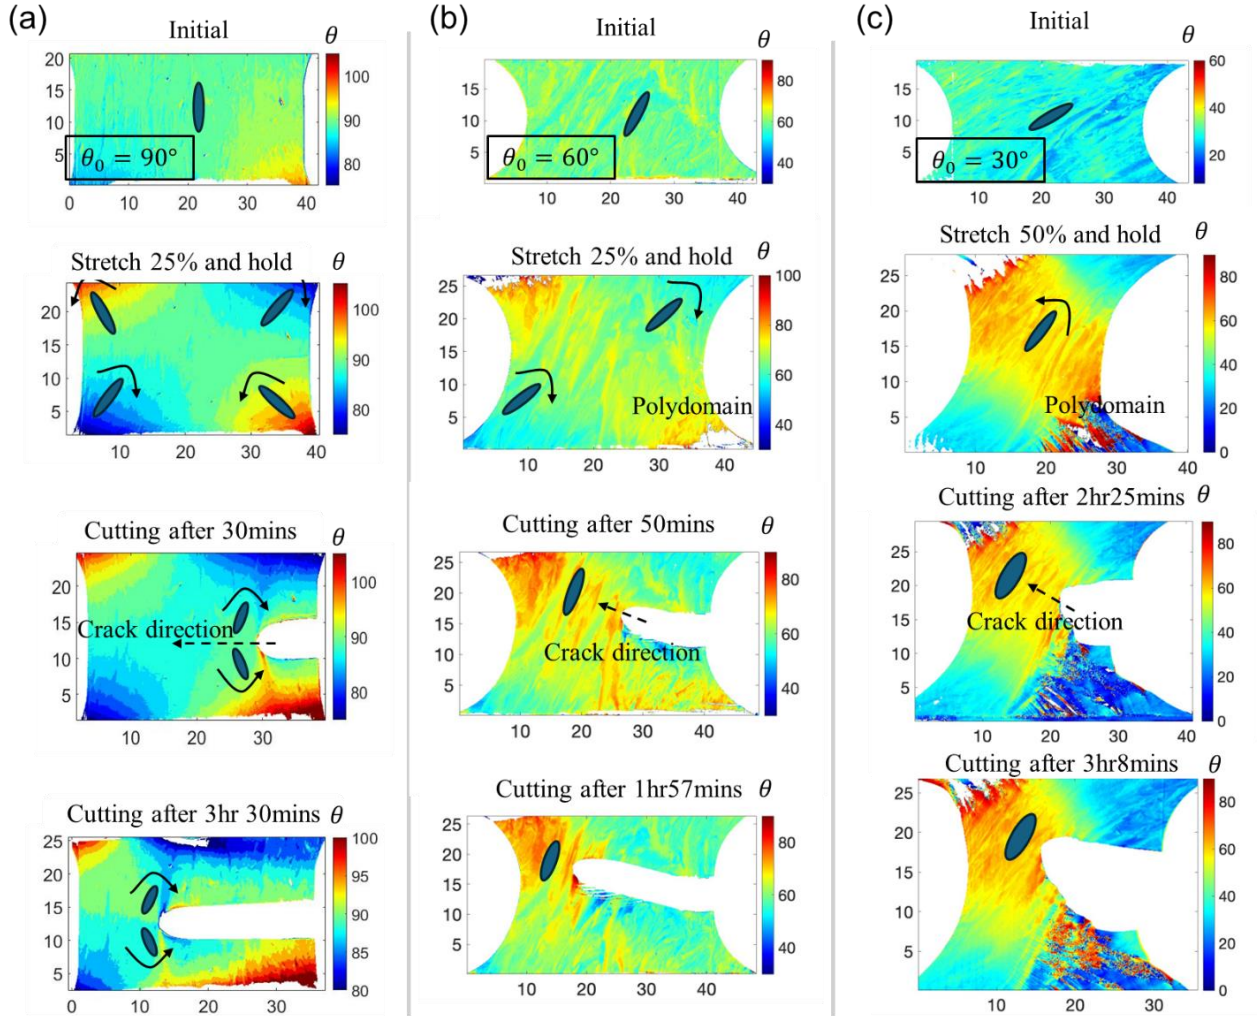 (a)
Initial
θ
20
15
10
5
θ₀ = 90°
0 10 20 30 40
100
90
80
Stretch 25% and hold
θ
20
15
10
5
10 20 30 40
100
90
80
Cutting after 30mins
θ
20
15
10
5
Crack direction
10 20 30
100
90
80
Cutting after 3hr 30mins
θ
25
20
15
10
5
0 10 20 30
100
95
90
85
80
(b)
Initial
θ
15
10
5
θ₀ = 60°
0 10 20 30 40
80
60
40
Stretch 25% and hold
θ
25
20
15
10
5
Polydomain
10 20 30 40
100
80
60
40
Cutting after 50mins
θ
25
20
15
10
5
Crack direction
10 20 30 40
80
60
40
Cutting after 1hr57mins
θ
25
20
15
10
5
10 20 30 40
80
60
40
(c)
Initial
θ
15
10
5
θ₀ = 30°
0 10 20 30 40
60
40
20
Stretch 50% and hold
θ
25
20
15
10
5
Polydomain
10 20 30 40
80
60
40
20
0
Cutting after 2hr25mins
θ
25
20
15
10
5
Crack direction
10 20 30 40
80
60
40
20
0
Cutting after 3hr8mins
θ
25
20
15
10
5
10 20 30
80
60
40
20
0